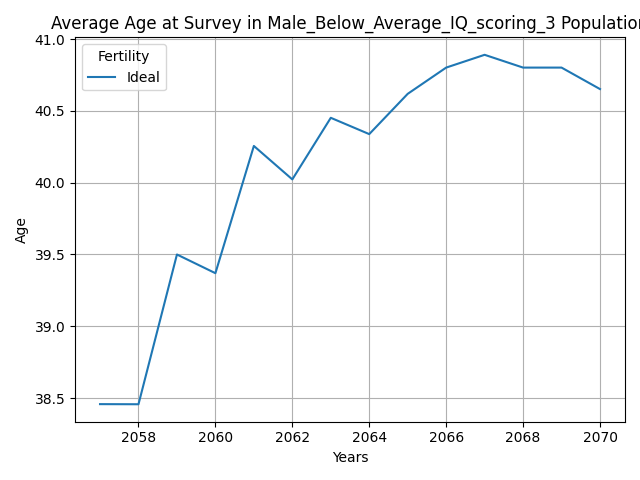 Average Age at Survey in Male_Below_Average_IQ_scoring_3 Population
Fertility
Ideal
41.0
40.5
40.0
39.5
39.0
38.5
Age
2058 2060 2062 2064 2066 2068 2070
Years